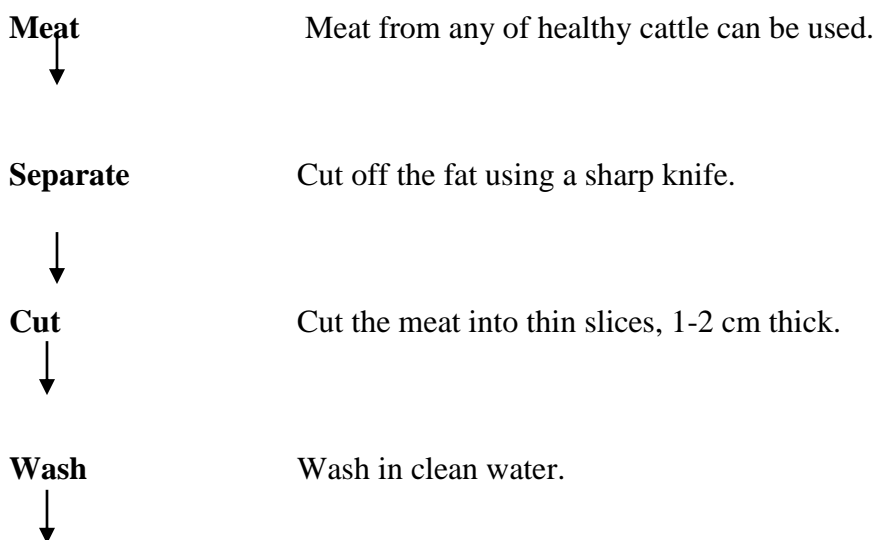 Meat Meat from any of healthy cattle can be used.
Separate Cut off the fat using a sharp knife.
Cut Cut the meat into thin slices, 1-2 cm thick.
Wash Wash in clean water.